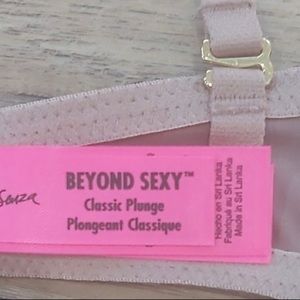 Senza
BEYOND SEXY™
Classic Plunge
Plongeant Classique
Hecho en Sri Lanka
Fabriqué au Sri Lanka
Made in Sri Lanka